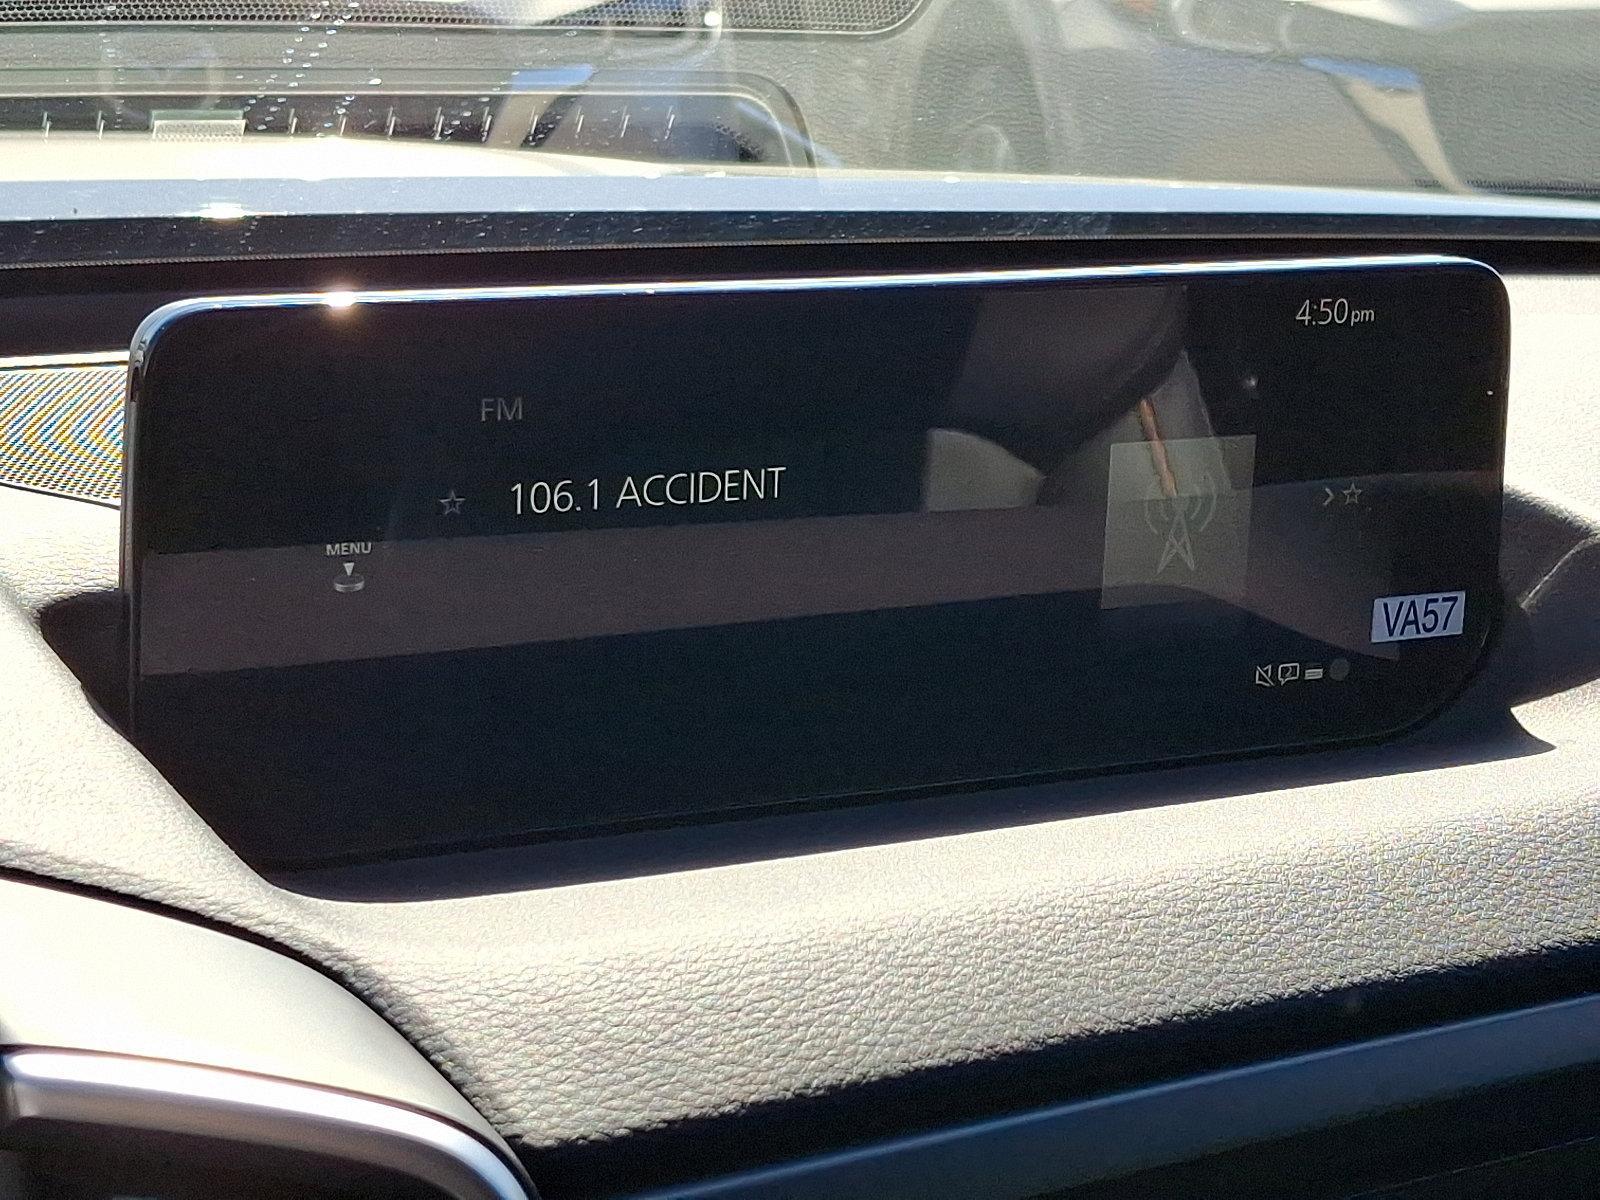 4:50pm
FM
106.1 ACCIDENT
MENU
VA57